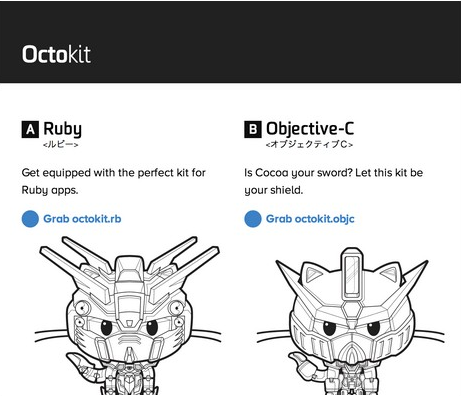 Octokit
A Ruby
<ルビー>
Get equipped with the perfect kit for
Ruby apps.
Grab octokit.rb
B Objective-C
<オブジェクティブC>
Is Cocoa your sword? Let this kit be
your shield.
Grab octokit.objc